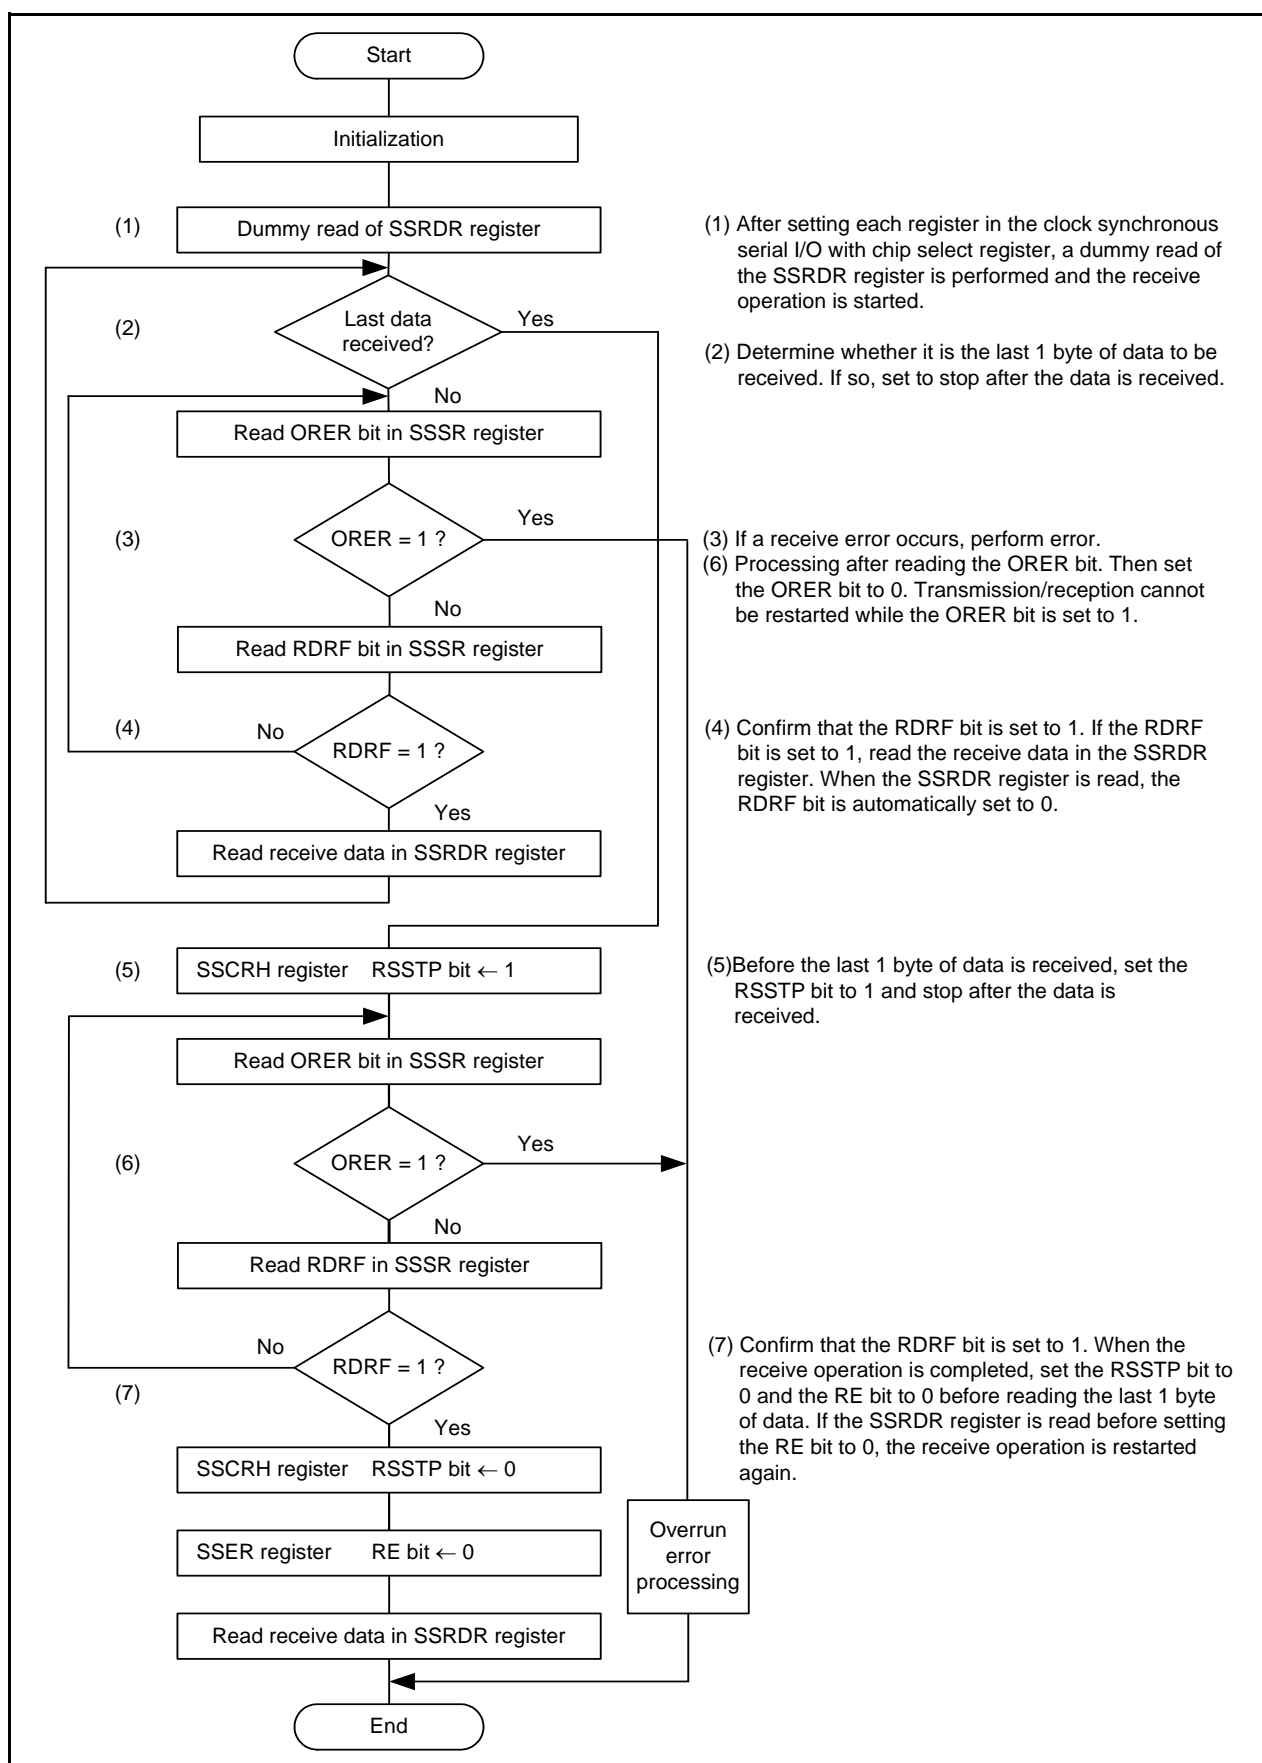 Start
Initialization
(1)
Dummy read of SSRDR register
(1) After setting each register in the clock synchronous
serial I/O with chip select register, a dummy read of
the SSRDR register is performed and the receive
operation is started.
(2)
Last data
received?
Yes
(2) Determine whether it is the last 1 byte of data to be
received. If so, set to stop after the data is received.
No
Read ORER bit in SSSR register
(3)
ORER = 1 ?
Yes
(3) If a receive error occurs, perform error.
(6) Processing after reading the ORER bit. Then set
the ORER bit to 0. Transmission/reception cannot
be restarted while the ORER bit is set to 1.
No
Read RDRF bit in SSSR register
(4)
No
RDRF = 1 ?
(4) Confirm that the RDRF bit is set to 1. If the RDRF
bit is set to 1, read the receive data in the SSRDR
register. When the SSRDR register is read, the
RDRF bit is automatically set to 0.
Yes
Read receive data in SSRDR register
(5)
SSCRH register RSSTP bit ← 1
(5)Before the last 1 byte of data is received, set the
RSSTP bit to 1 and stop after the data is
received.
Read ORER bit in SSSR register
(6)
ORER = 1 ?
Yes
No
Read RDRF in SSSR register
No
RDRF = 1 ?
(7)
(7) Confirm that the RDRF bit is set to 1. When the
receive operation is completed, set the RSSTP bit to
0 and the RE bit to 0 before reading the last 1 byte
of data. If the SSRDR register is read before setting
the RE bit to 0, the receive operation is restarted
again.
Yes
SSCRH register RSSTP bit ← 0
SSER register RE bit ← 0
Overrun
error
processing
Read receive data in SSRDR register
End